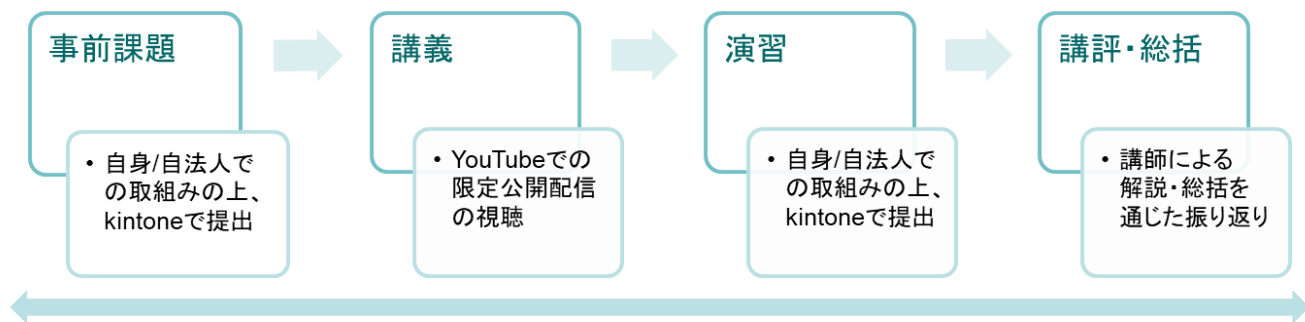 事前課題
• 自身/自法人で
の取組みの上、
kintoneで提出
講義
• YouTubeでの
限定公開配信
の視聴
演習
• 自身/自法人で
の取組みの上、
kintoneで提出
講評・総括
• 講師による
解説・総括を
通じた振り返り